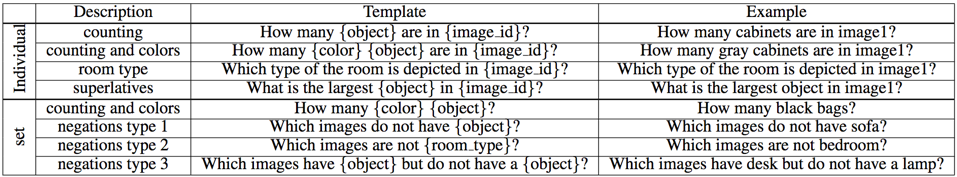 Description Template Example
Individual
counting How many {object} are in {image_id}? How many cabinets are in image1?
counting and colors How many {color} {object} are in {image_id}? How many gray cabinets are in image1?
room type Which type of the room is depicted in {image_id}? Which type of the room is depicted in image1?
superlatives What is the largest {object} in {image_id}? What is the largest object in image1?
set
counting and colors How many {color} {object}? How many black bags?
negations type 1 Which images do not have {object}? Which images do not have sofa?
negations type 2 Which images are not {room_type}? Which images are not bedroom?
negations type 3 Which images have {object} but do not have a {object}? Which images have desk but do not have a lamp?